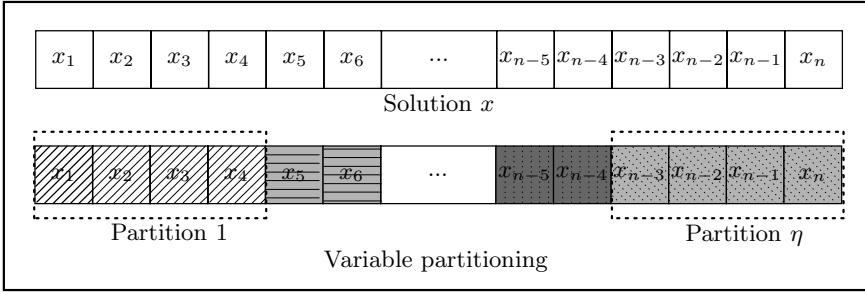 x₁ x₂ x₃ x₄ x₅ x₆ ... xₙ₋₅ xₙ₋₄ xₙ₋₃ xₙ₋₂ xₙ₋₁ xₙ
Solution x
x₁ x₂ x₃ x₄ x₅ x₆ ... xₙ₋₅ xₙ₋₄ xₙ₋₃ xₙ₋₂ xₙ₋₁ xₙ
Partition 1 Partition η
Variable partitioning